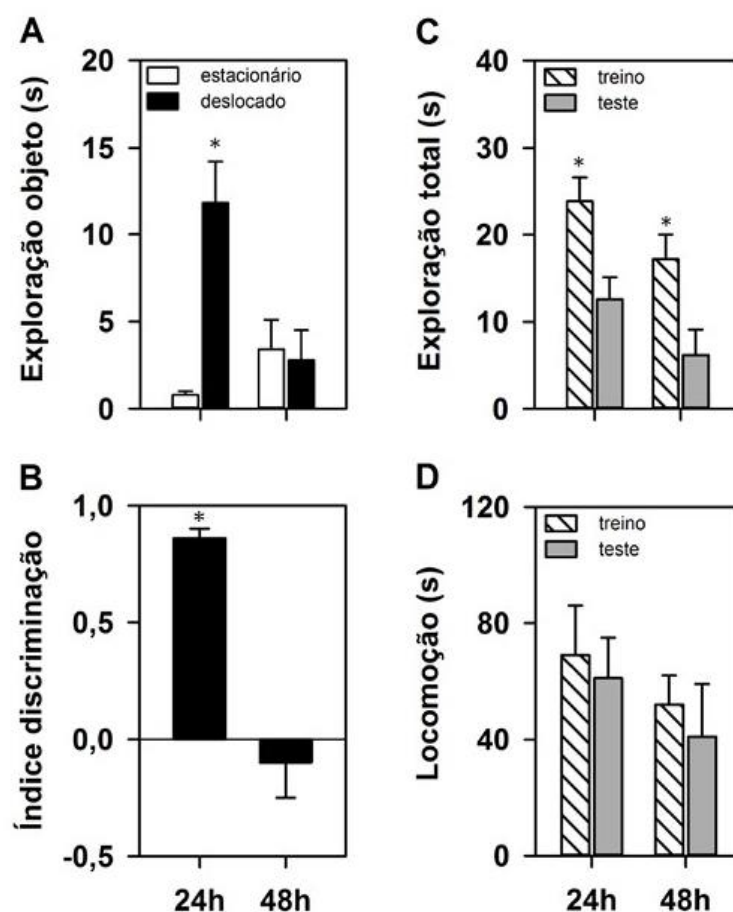 A
Exploração objeto (s)
20
15
10
5
0
estacionário
deslocado
*
C
Exploração total (s)
40
30
20
10
0
treino
teste
*
*
B
Índice discriminação
1,0
0,5
0,0
-0,5
*
24h
48h
D
Locomoção (s)
120
80
40
0
treino
teste
24h
48h